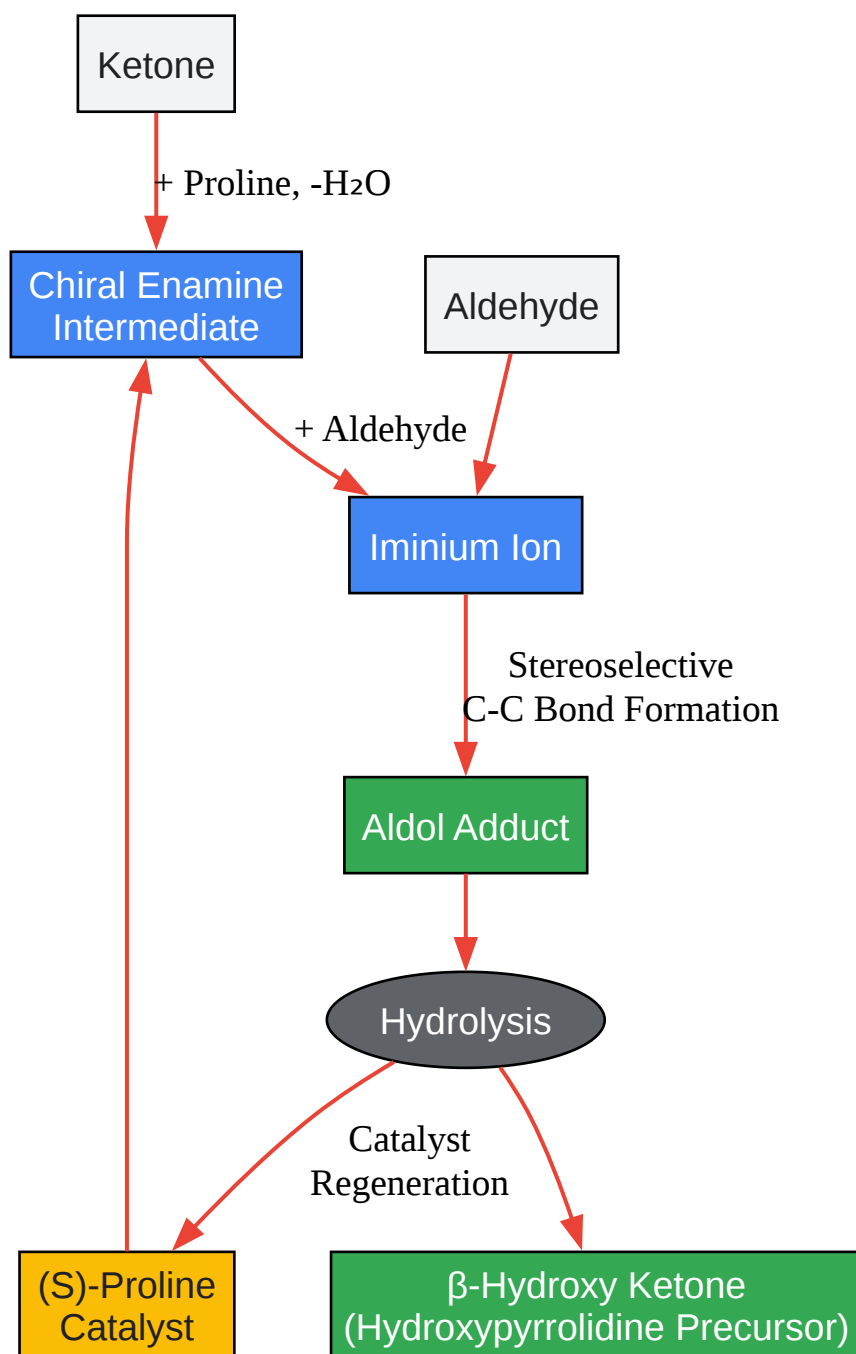 Ketone
+ Proline, -H₂O
Chiral Enamine
Intermediate
Aldehyde
+ Aldehyde
Iminium Ion
Stereoselective
C-C Bond Formation
Aldol Adduct
Hydrolysis
Catalyst
Regeneration
(S)-Proline
Catalyst
β-Hydroxy Ketone
(Hydroxypyrrolidine Precursor)